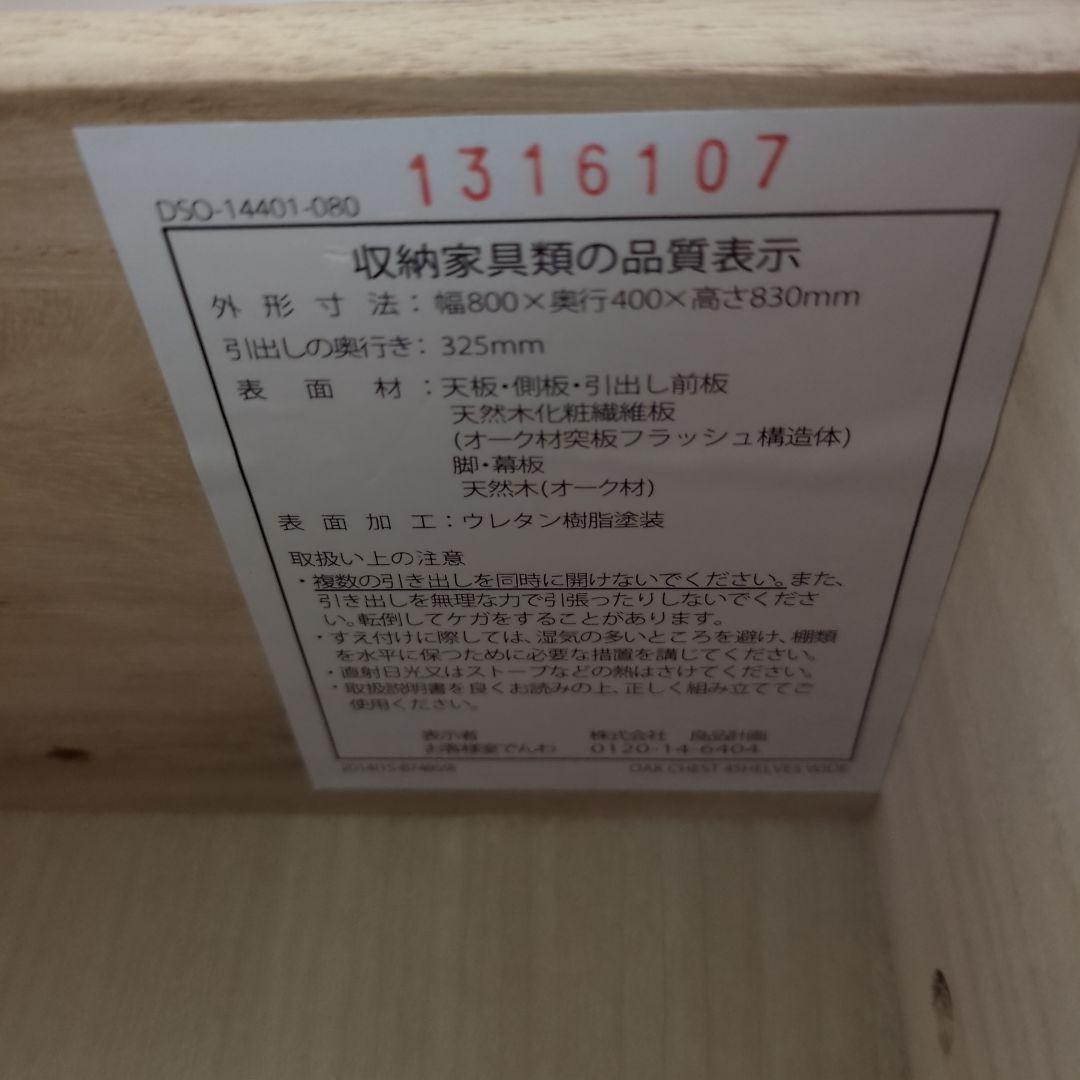 1316107
DSO-14401-080
収納家具類の品質表示
外形寸法：幅800×奥行400×高さ830mm
引出しの奥行き：325mm
表面材：天板・側板・引出し前板
天然木化粧繊維板
(オーク材突板フラッシュ構造体)
脚・幕板
天然木(オーク材)
表面加工：ウレタン樹脂塗装
取扱い上の注意
・複数の引き出しを同時に開けないでください。また、
引き出しを無理な力で引張ったりしないでくださ
い。転倒してケガをすることがあります。
・すえ付けに際しては、湿気の多いところを避け、棚類
を水平に保つために必要な措置を講じてください。
・直射日光又はストーブなどの熱はさけてください。
・取扱説明書を良くお読みの上、正しく組み立ててご
使用ください。
表示者 株式会社 良品計画
お客様室でんわ 0120-14-6404
OAK CHEST 4SHELVES WIDE